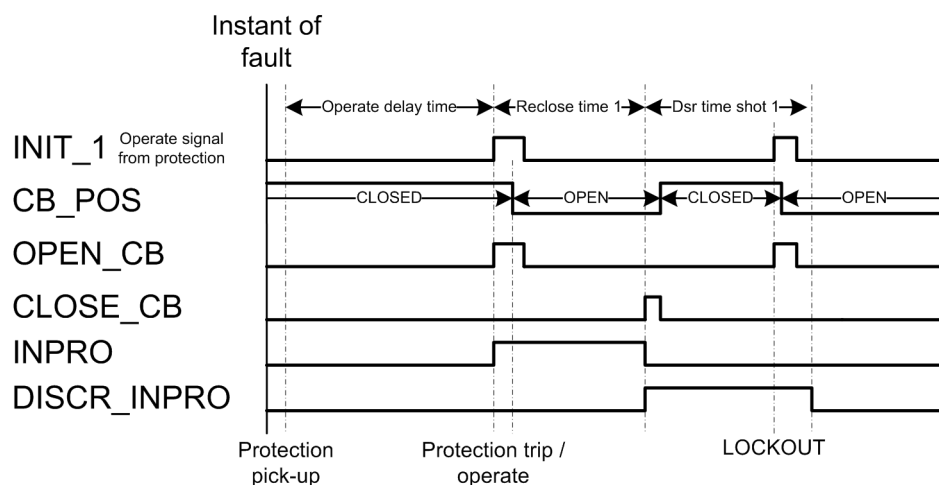 Instant of
fault
Operate delay time
Reclose time 1
Dsr time shot 1
INIT_1
Operate signal
from protection
CB_POS
CLOSED
OPEN
CLOSED
OPEN
OPEN_CB
CLOSE_CB
INPRO
DISCR_INPRO
Protection
pick-up
Protection trip /
operate
LOCKOUT